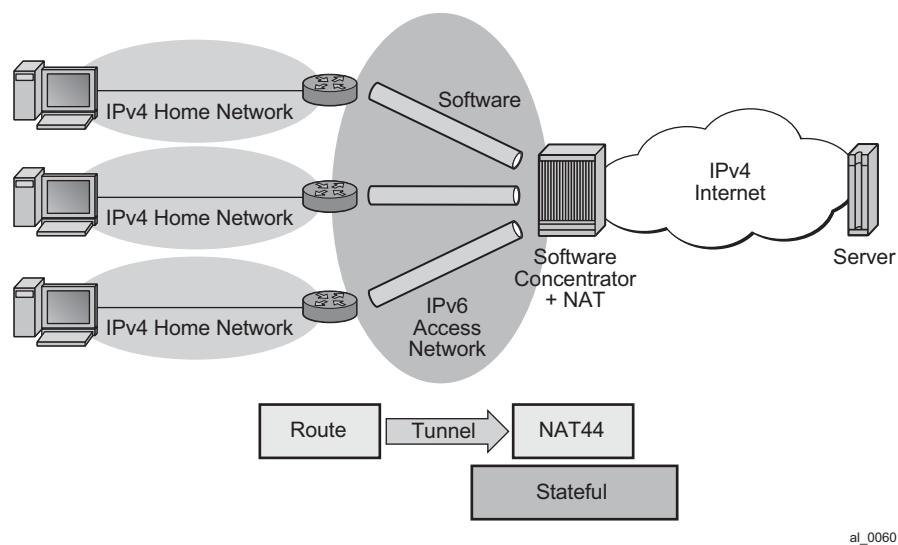 IPv4 Home Network
IPv4 Home Network
IPv4 Home Network
Software
IPv6
Access
Network
Software
Concentrator
+ NAT
IPv4
Internet
Server
Route
Tunnel
NAT44
Stateful
al_0060